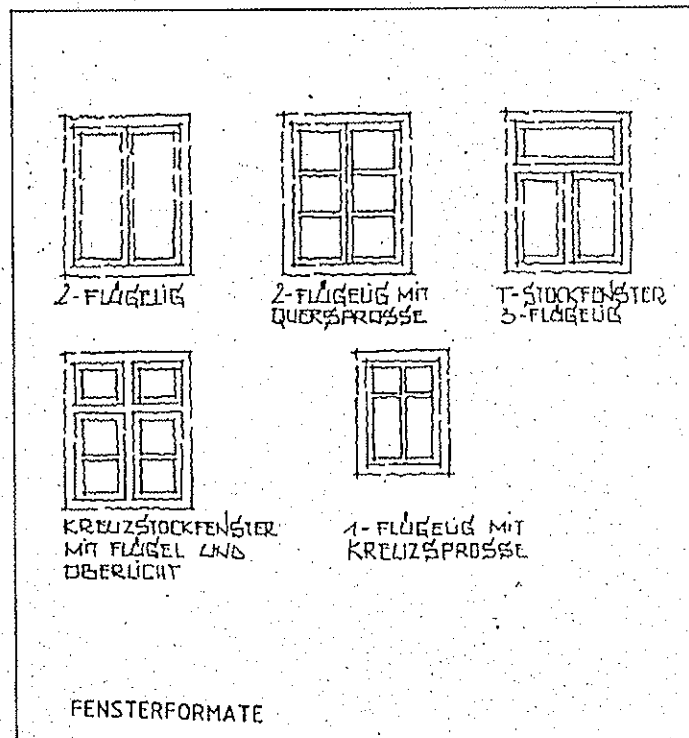 2-FLÜGELIG
2-FLÜGELIG MIT
QUERSPROSSE
T-STOCKFENSTER
3-FLÜGELIG
KREUZSTOCKFENSTER
MIT FLÜGEL UND
OBERLICHT
1-FLÜGELIG MIT
KREUZSPROSSE
FENSTERFORMATE